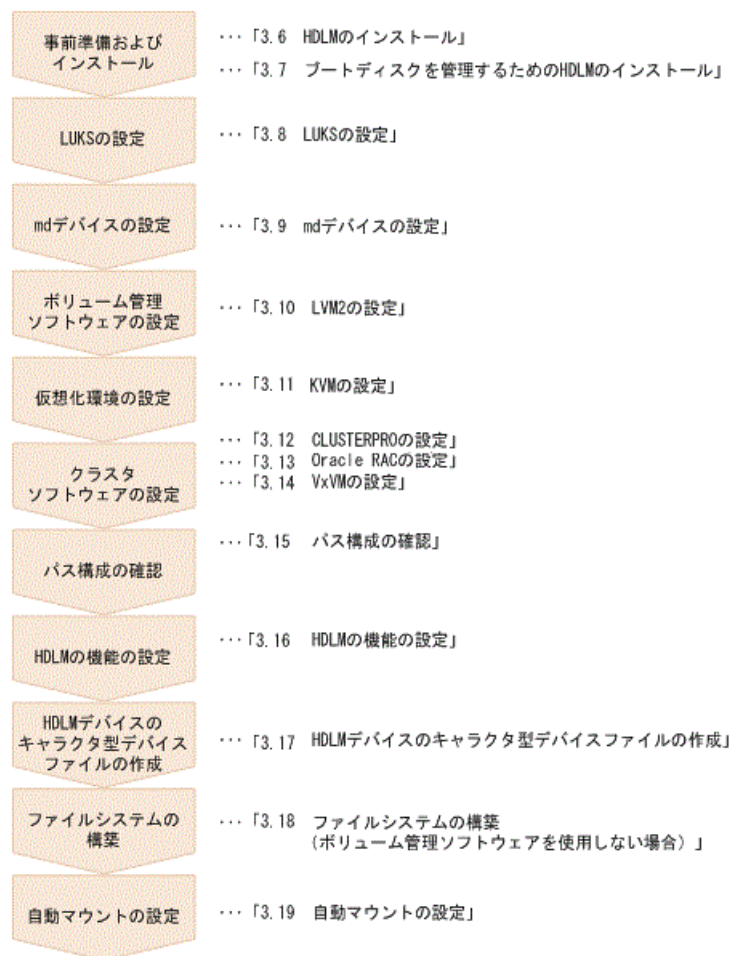 事前準備および
インストール
··· 「3.6 HDLMのインストール」
··· 「3.7 ブートディスクを管理するためのHDLMのインストール」
LUKSの設定
··· 「3.8 LUKSの設定」
mdデバイスの設定
··· 「3.9 mdデバイスの設定」
ボリューム管理
ソフトウェアの設定
··· 「3.10 LVM2の設定」
仮想化環境の設定
··· 「3.11 KVMの設定」
クラスタ
ソフトウェアの設定
··· 「3.12 CLUSTERPROの設定」
··· 「3.13 Oracle RACの設定」
··· 「3.14 VxVMの設定」
パス構成の確認
···「3.15 パス構成の確認」
HDLMの機能の設定
···「3.16 HDLMの機能の設定」
HDLMデバイスの
キャラクタ型デバイス
ファイルの作成
··· 「3.17 HDLMデバイスのキャラクタ型デバイスファイルの作成」
ファイルシステムの
構築
··· 「3.18 ファイルシステムの構築
(ボリューム管理ソフトウェアを使用しない場合)」
自動マウントの設定
··· 「3.19 自動マウントの設定」